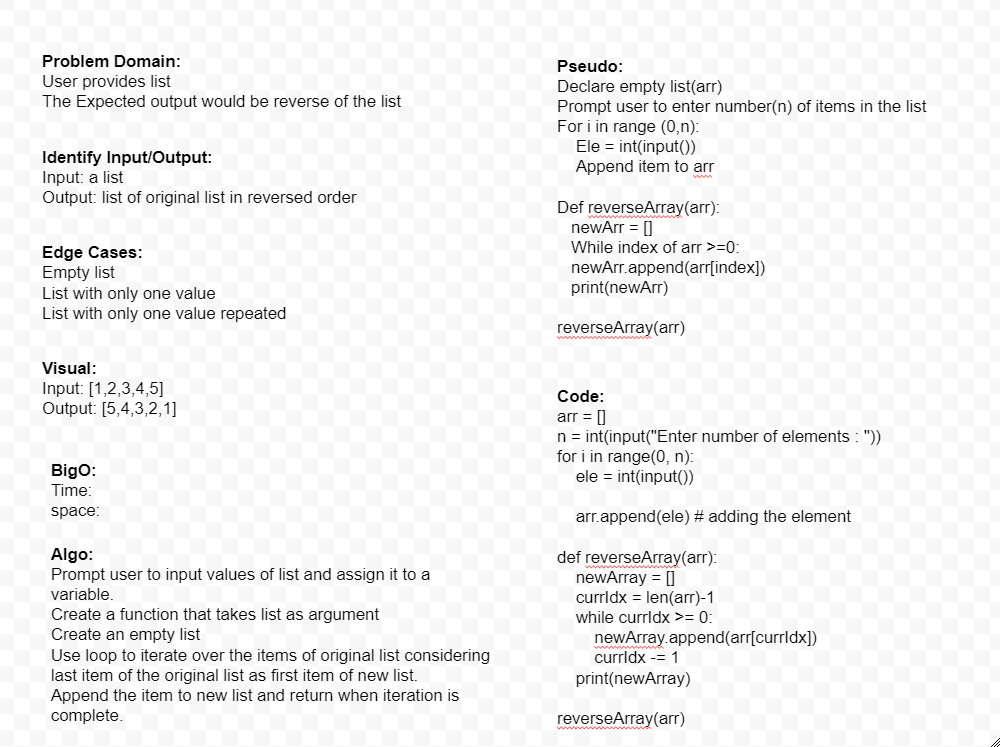 Problem Domain:
User provides list
The Expected output would be reverse of the list
Identify Input/Output:
Input: a list
Output: list of original list in reversed order
Edge Cases:
Empty list
List with only one value
List with only one value repeated
Visual:
Input: [1,2,3,4,5]
Output: [5,4,3,2,1]
BigO:
Time:
space:
Algo:
Prompt user to input values of list and assign it to a
variable.
Create a function that takes list as argument
Create an empty list
Use loop to iterate over the items of original list considering
last item of the original list as first item of new list.
Append the item to new list and return when iteration is
complete.
Pseudo:
Declare empty list(arr)
Prompt user to enter number(n) of items in the list
For i in range (0,n):
Ele = int(input())
Append item to arr
Def reverseArray(arr):
newArr = []
While index of arr >=0:
newArr.append(arr[index])
print(newArr)
reverseArray(arr)
Code:
arr = []
n = int(input("Enter number of elements : "))
for i in range(0, n):
ele = int(input())
arr.append(ele) # adding the element
def reverseArray(arr):
newArray = []
currIdx = len(arr)-1
while currIdx >= 0:
newArray.append(arr[currIdx])
currIdx -= 1
print(newArray)
reverseArray(arr)